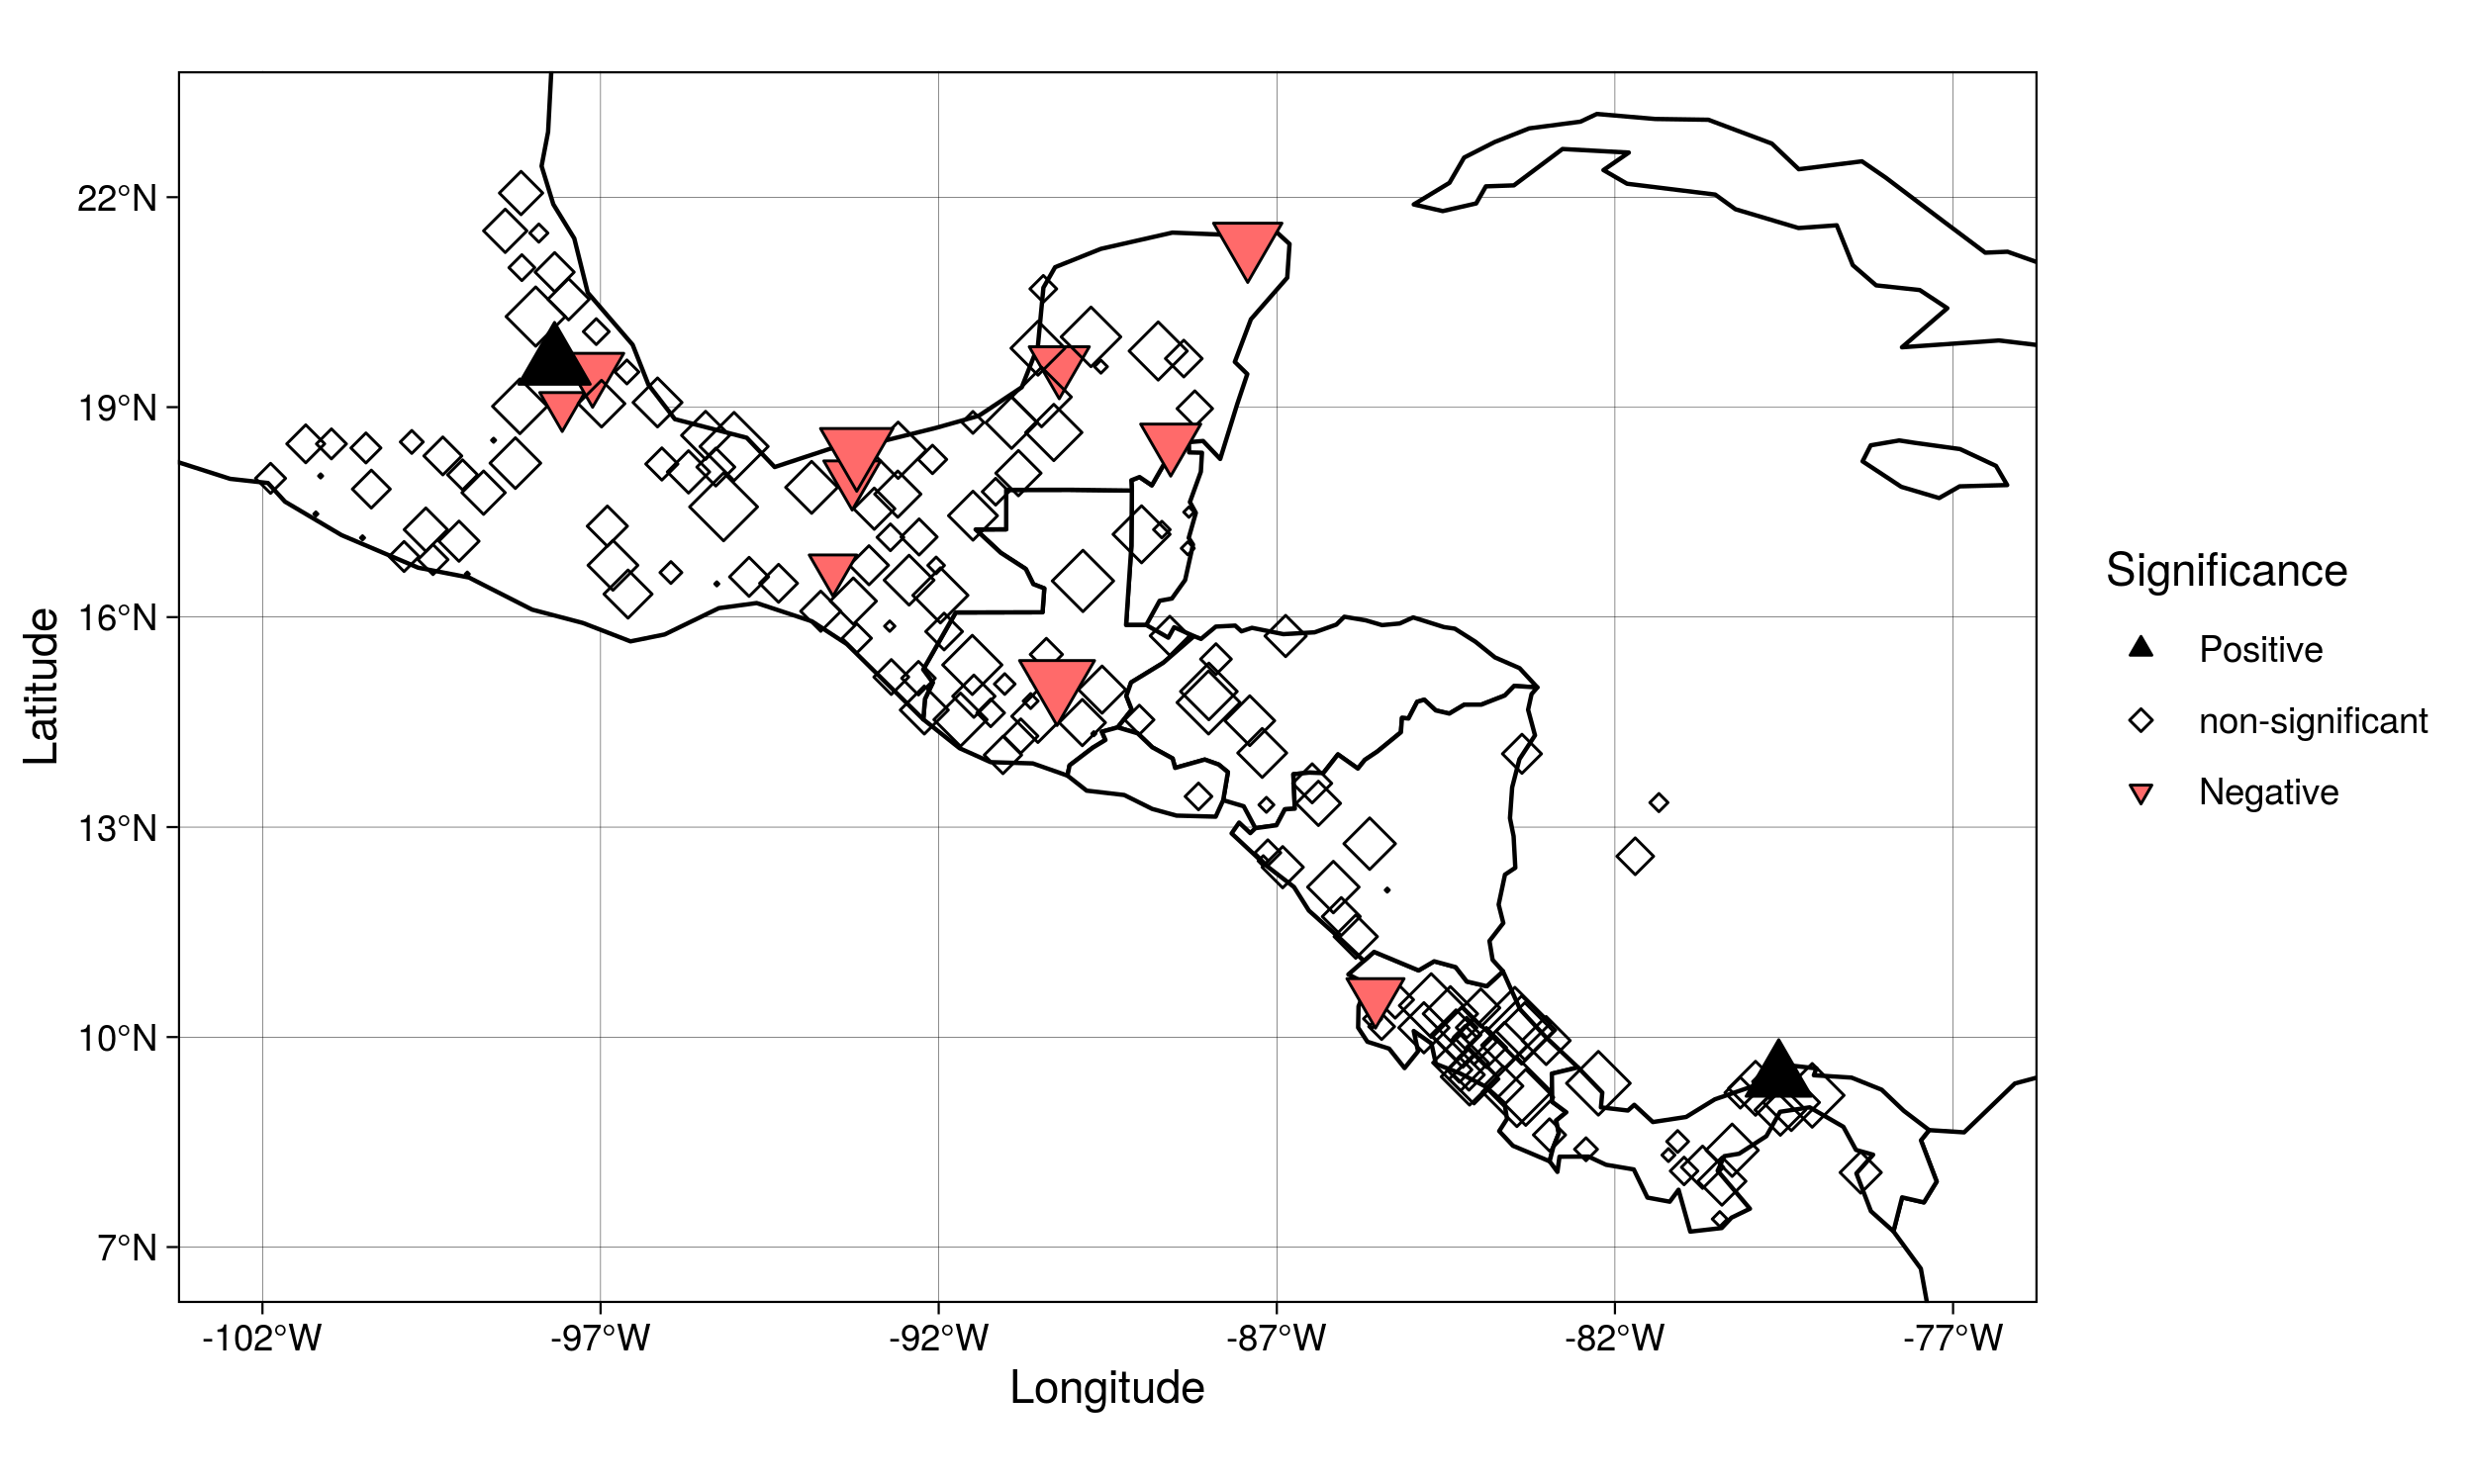 22°N
19°N
16°N
13°N
10°N
7°N
Latitude
-102°W
-97°W
-92°W
-87°W
-82°W
-77°W
Longitude
Significance
Positive
non-significant
Negative